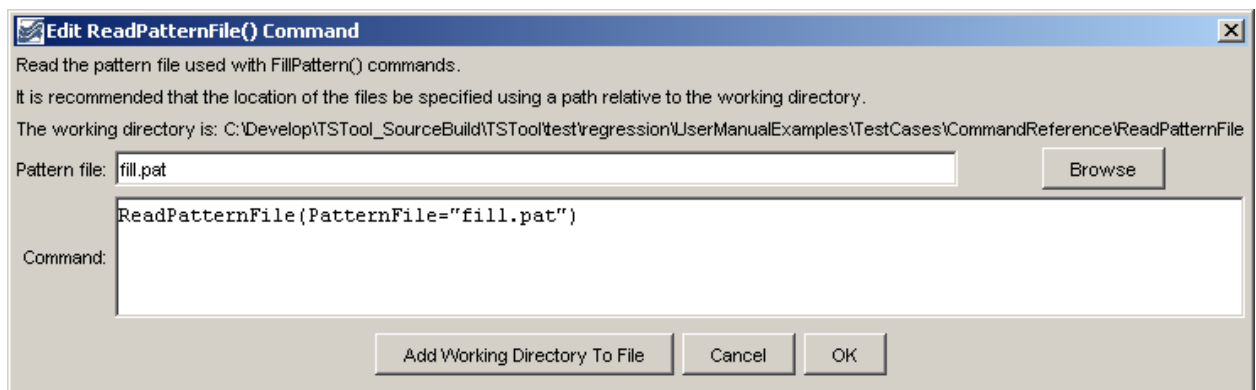 Edit ReadPatternFile() Command
Read the pattern file used with FillPattern() commands.
It is recommended that the location of the files be specified using a path relative to the working directory.
The working directory is: C:\Develop\TSTool_SourceBuild\TSTool\test\regression\UserManualExamples\TestCases\CommandReference\ReadPatternFile
Pattern file: fill.pat Browse
ReadPatternFile(PatternFile="fill.pat")
Command:
Add Working Directory To File Cancel OK